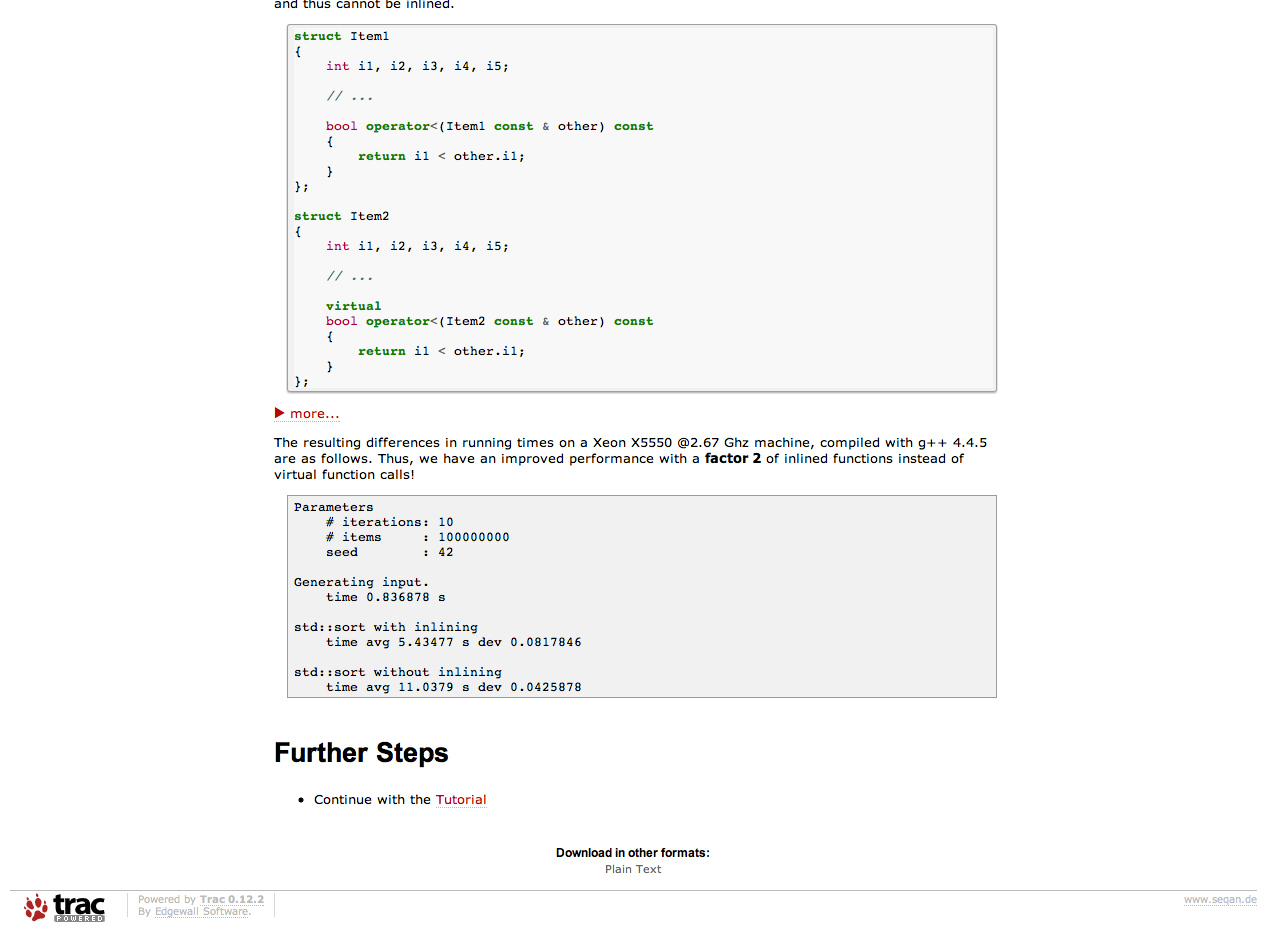 and thus cannot be inlined.
struct Item1
{
    int i1, i2, i3, i4, i5;
    // ...
    bool operator<(Item1 const & other) const
    {
        return i1 < other.i1;
    }
};
struct Item2
{
    int i1, i2, i3, i4, i5;
    // ...
    virtual
    bool operator<(Item2 const & other) const
    {
        return i1 < other.i1;
    }
};
more...
The resulting differences in running times on a Xeon X5550 @2.67 Ghz machine, compiled with g++ 4.4.5
are as follows. Thus, we have an improved performance with a factor 2 of inlined functions instead of
virtual function calls!
Parameters
    # iterations: 10
    # items     : 100000000
    seed        : 42
Generating input.
    time 0.836878 s
std::sort with inlining
    time avg 5.43477 s dev 0.0817846
std::sort without inlining
    time avg 11.0379 s dev 0.0425878
Further Steps
• Continue with the Tutorial
Download in other formats:
Plain Text
trac
POWERED
Powered by Trac 0.12.2
By Edgewall Software.
www.seqan.de